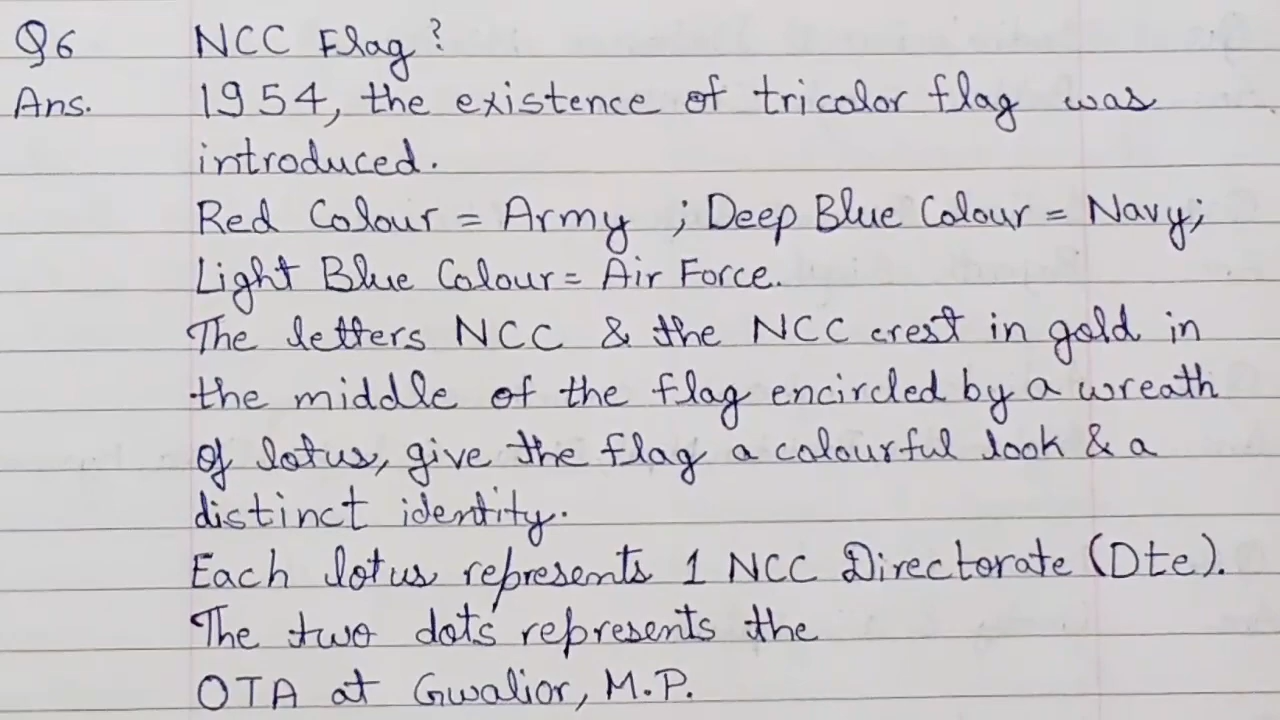 Q6 NCC Flag?
Ans. 1954, the existence of tricolor flag was
introduced.
Red Colour = Army ; Deep Blue Colour = Navy;
Light Blue Colour = Air Force.
The letters NCC & the NCC crest in gold in
the middle of the flag encircled by a wreath
of lotus, give the flag a colourful look & a
distinct identity.
Each lotus represents 1 NCC Directorate (Dte).
The two dots represents the
OTA at Gwalior, M.P.